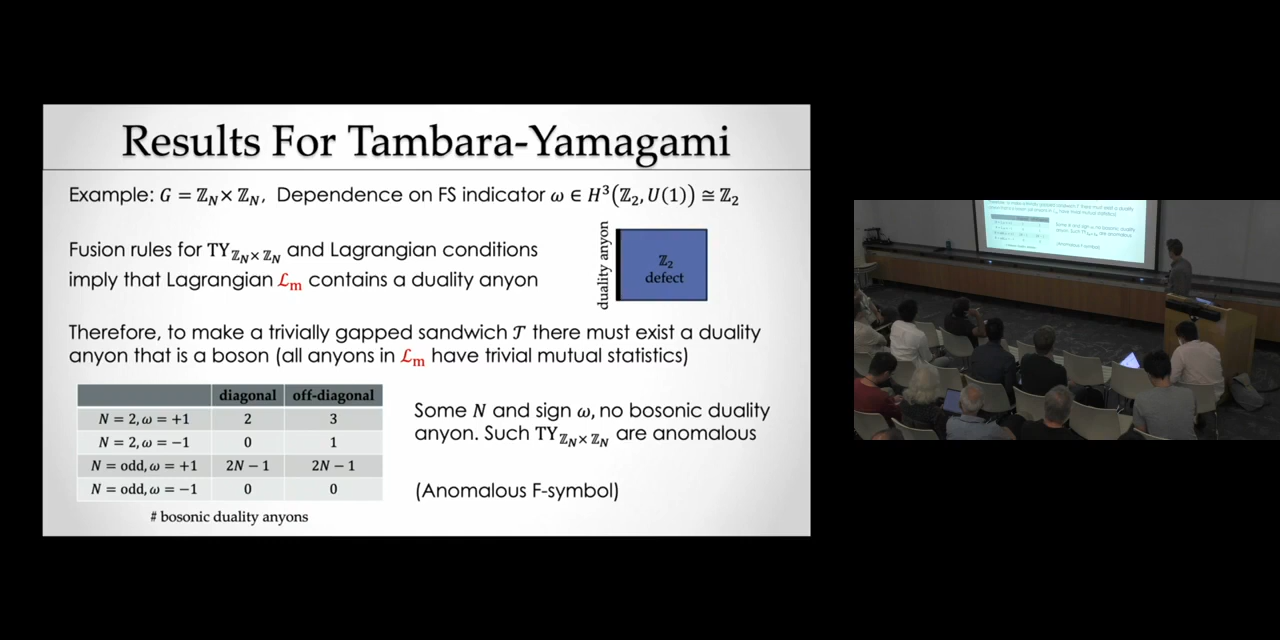 Results For Tambara-Yamagami
Example: G = ℤ_N × ℤ_N, Dependence on FS indicator ω ∈ H³(ℤ₂, U(1)) ≅ ℤ₂
Fusion rules for TY_{ℤ_N×ℤ_N} and Lagrangian conditions
imply that Lagrangian ℒ_m contains a duality anyon
duality anyon
ℤ₂
defect
Therefore, to make a trivially gapped sandwich 𝒯 there must exist a duality
anyon that is a boson (all anyons in ℒ_m have trivial mutual statistics)
diagonal off-diagonal
N = 2, ω = +1 2 3
N = 2, ω = −1 0 1
N = odd, ω = +1 2N − 1 2N − 1
N = odd, ω = −1 0 0
# bosonic duality anyons
Some N and sign ω, no bosonic duality
anyon. Such TY_{ℤ_N×ℤ_N} are anomalous
(Anomalous F-symbol)